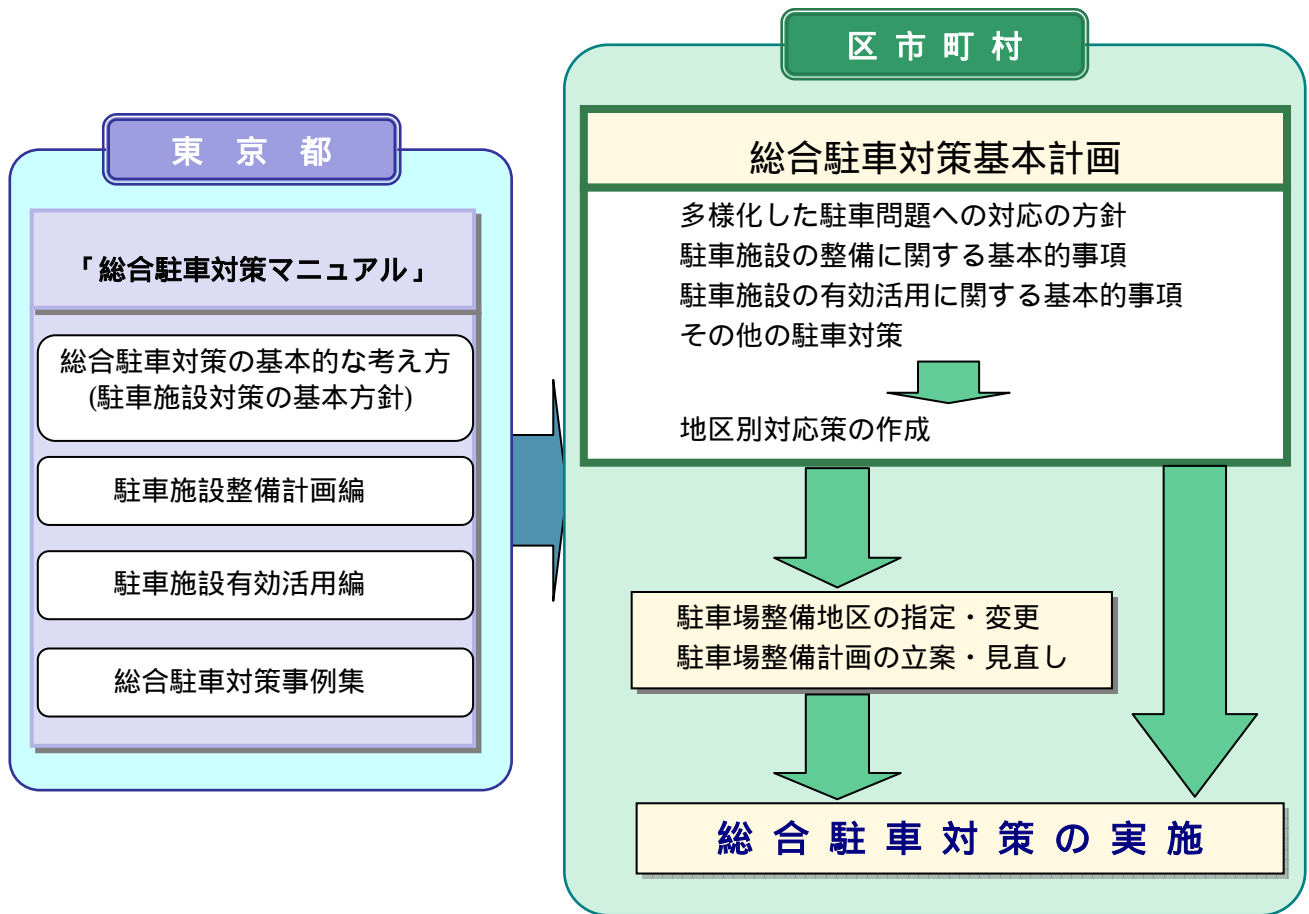 東京都
「総合駐車対策マニュアル」
総合駐車対策の基本的な考え方
(駐車施設対策の基本方針)
駐車施設整備計画編
駐車施設有効活用編
総合駐車対策事例集
区市町村
総合駐車対策基本計画
多様化した駐車問題への対応の方針
駐車施設の整備に関する基本的事項
駐車施設の有効活用に関する基本的事項
その他の駐車対策
地区別対応策の作成
駐車場整備地区の指定・変更
駐車場整備計画の立案・見直し
総合駐車対策の実施